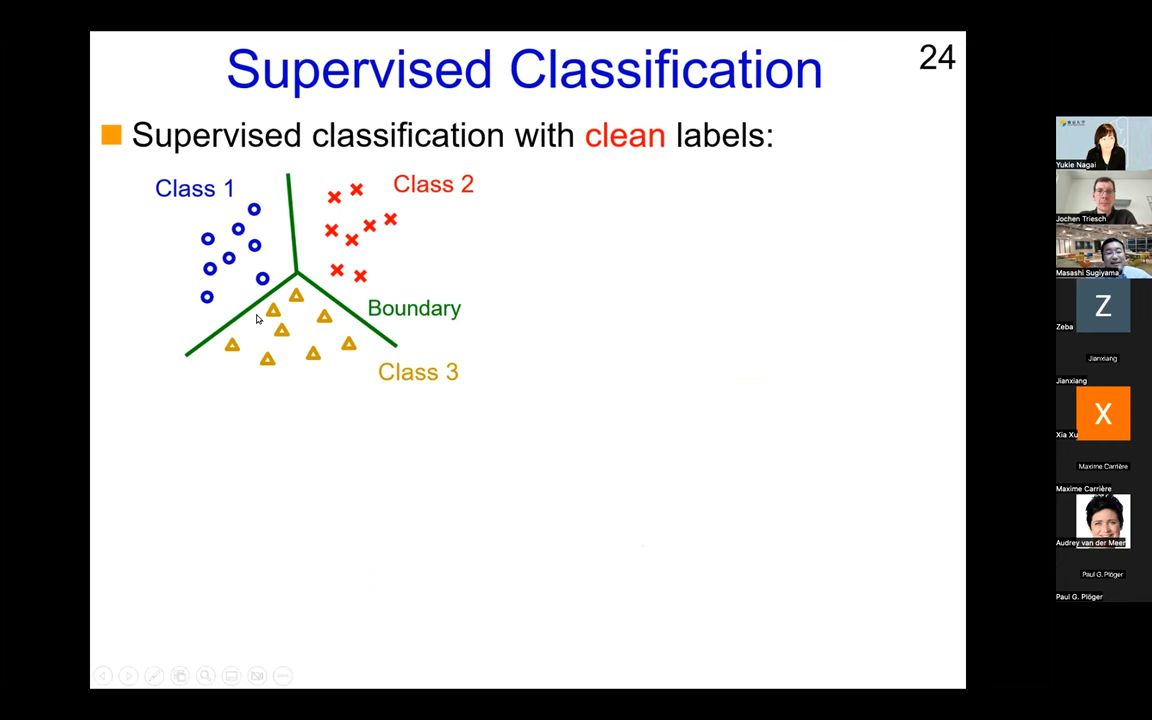 Supervised Classification
24
Supervised classification with clean labels:
Class 1
Class 2
Boundary
Class 3
Yukie Nagai
Jochen Triesch
Masashi Sugiyama
Z
Zeba
Jianxiang
Jianxiang
X
Xia Xu
Maxime Carrière
Maxime Carrière
Audrey van der Meer
Paul G. Plöger
Paul G. Plöger